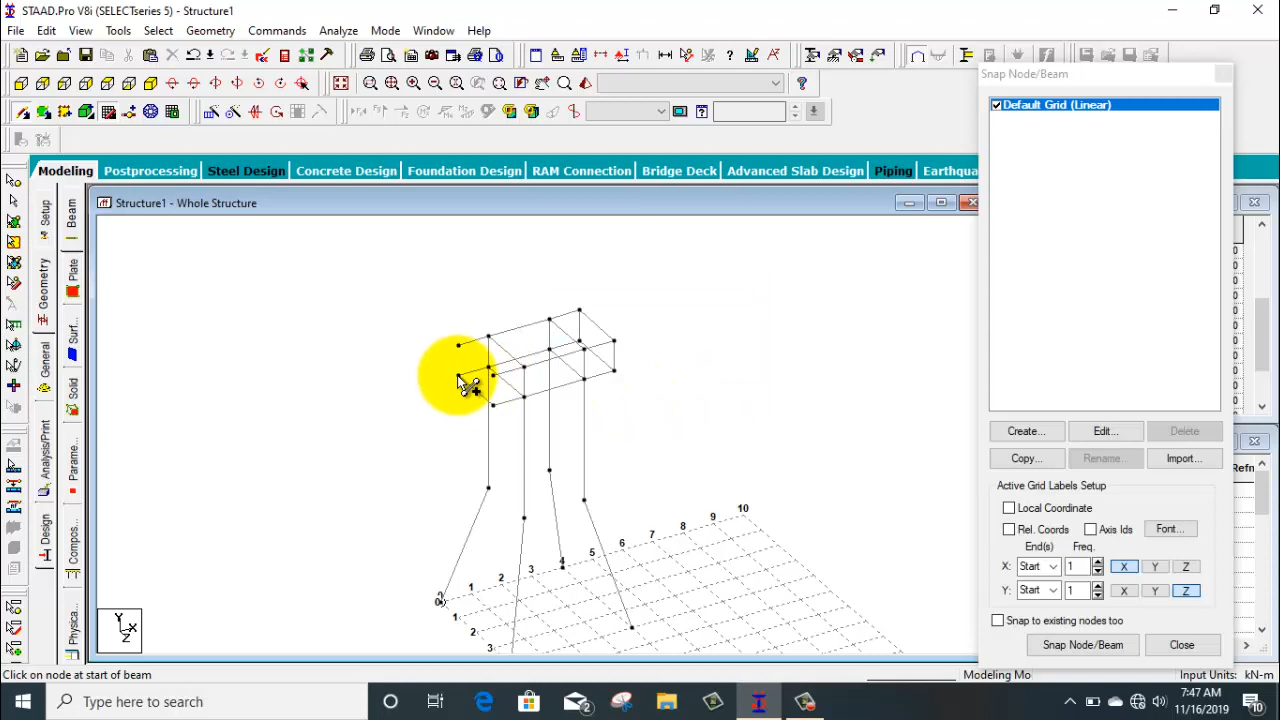 STAAD.Pro V8i (SELECTseries 5) - Structure1
File Edit View Tools Select Geometry Commands Analyze Mode Window Help
Snap Node/Beam
Default Grid (Linear)
Modeling Postprocessing Steel Design Concrete Design Foundation Design RAM Connection Bridge Deck Advanced Slab Design Piping Earthqua
Structure1 - Whole Structure
Setup
Geometry
General
Analysis/Print
Design
Beam
Plate
Surf...
Solid
Parame...
Compos...
Physica...
10
9
8
7
6
5
4
3
2
1
0
1
2
3
Y
X
Z
Create... Edit... Delete
Copy... Rename... Import...
Active Grid Labels Setup
Local Coordinate
Rel. Coords Axis Ids Font...
End(s) Freq.
X: Start 1 X Y Z
Y: Start 1 X Y Z
Snap to existing nodes too
Snap Node/Beam Close
Refn
Click on node at start of beam
Modeling Mo
Input Units: kN-m
Type here to search
2
7:47 AM
11/16/2019
10